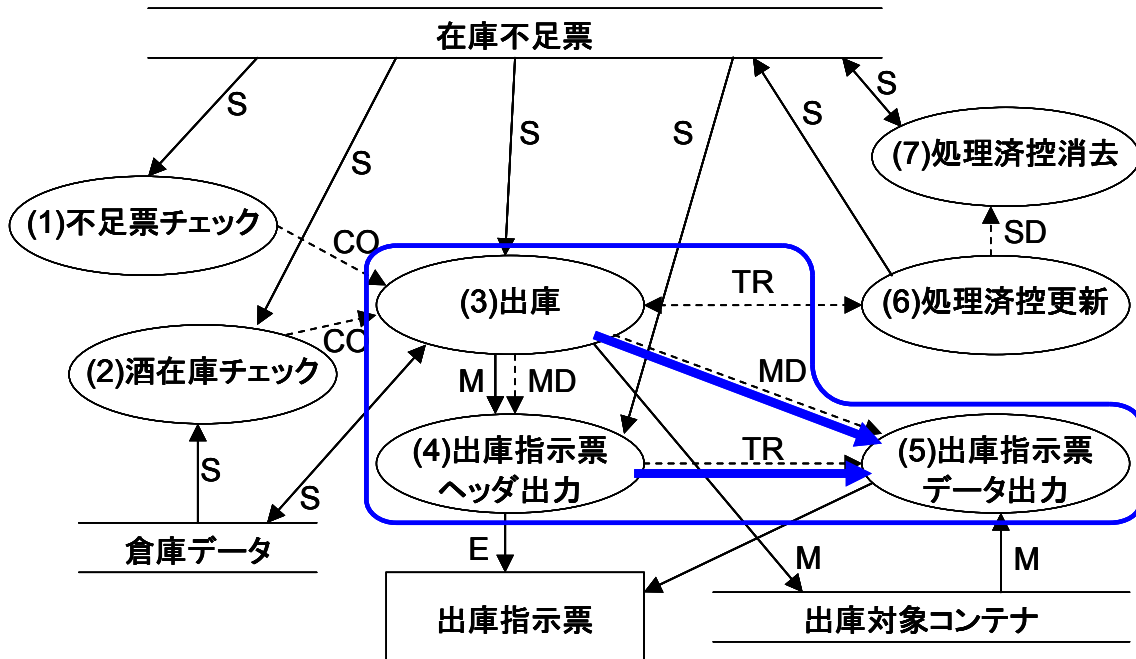 在庫不足票
S
S
S
S
S
S
(7)処理済控消去
(1)不足票チェック
CO
SD
(3)出庫
TR
(6)処理済控更新
CO
(2)酒在庫チェック
M
MD
MD
S
S
(4)出庫指示票
ヘッダ出力
TR
(5)出庫指示票
データ出力
倉庫データ
E
M
M
出庫指示票
出庫対象コンテナ